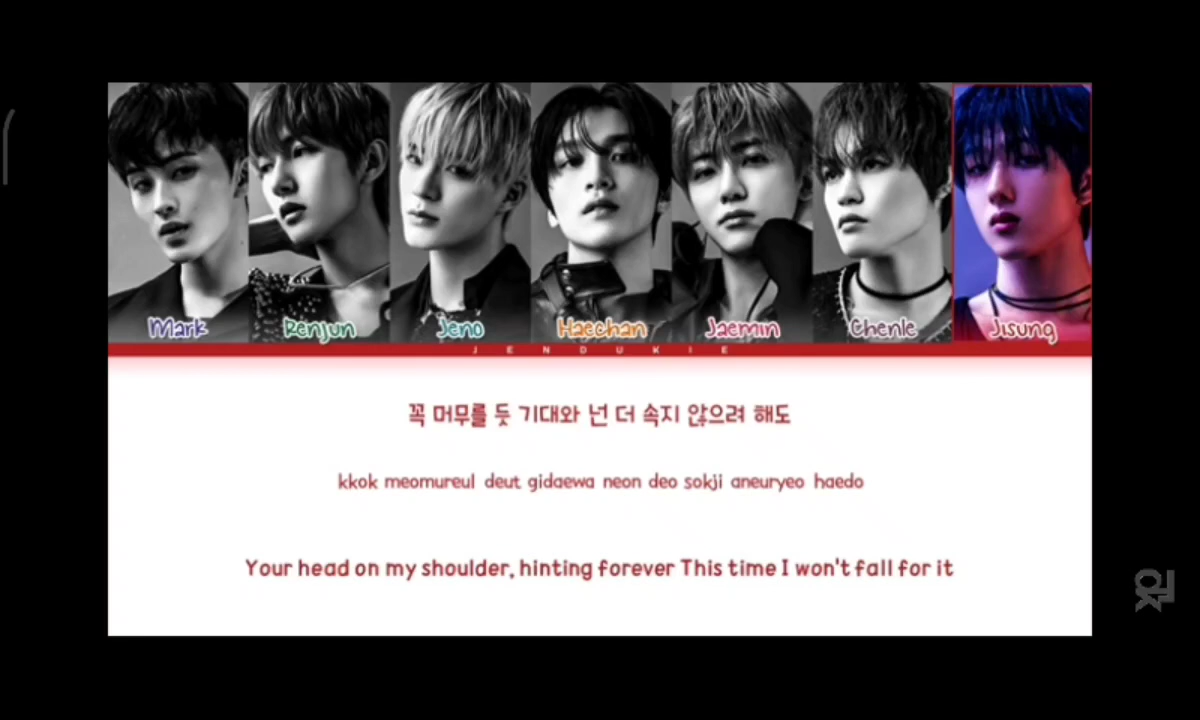 Mark Renjun Jeno Haechan Jaemin Chenle Jisung
JENDUKIE
꼭 머무를 듯 기대와 넌 더 속지 않으려 해도
kkok meomureul deut gidaewa neon deo sokji aneuryeo haedo
Your head on my shoulder, hinting forever This time I won't fall for it